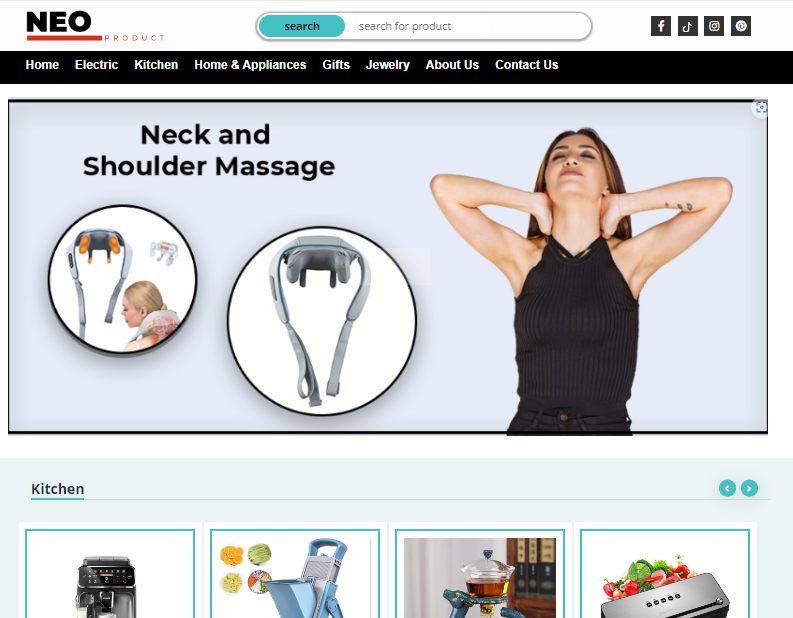 NEO
PRODUCT
search
search for product
Home
Electric
Kitchen
Home & Appliances
Gifts
Jewelry
About Us
Contact Us
Neck and
Shoulder Massage
Kitchen